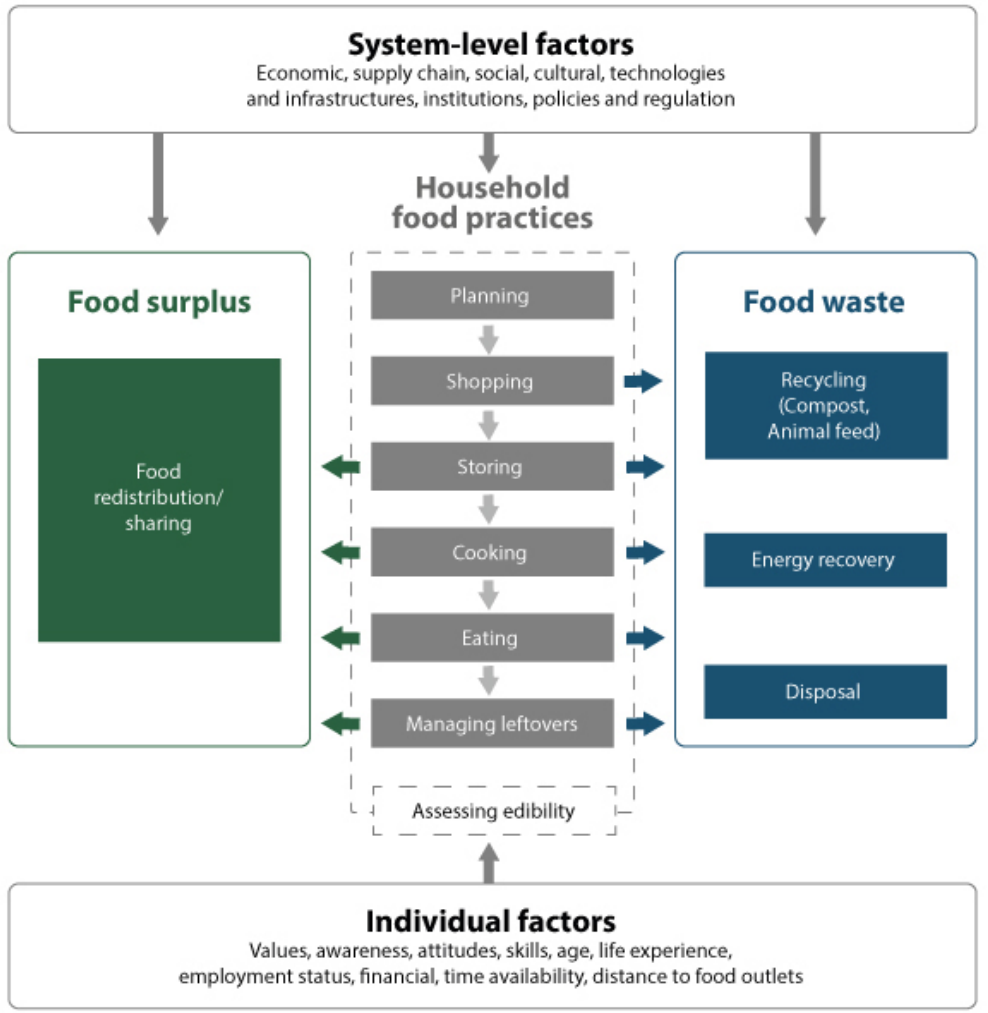 System-level factors
Economic, supply chain, social, cultural, technologies
and infrastructures, institutions, policies and regulation
Household
food practices
Food surplus
Food
redistribution/
sharing
Planning
Shopping
Storing
Cooking
Eating
Managing leftovers
Assessing edibility
Food waste
Recycling
(Compost,
Animal feed)
Energy recovery
Disposal
Individual factors
Values, awareness, attitudes, skills, age, life experience,
employment status, financial, time availability, distance to food outlets